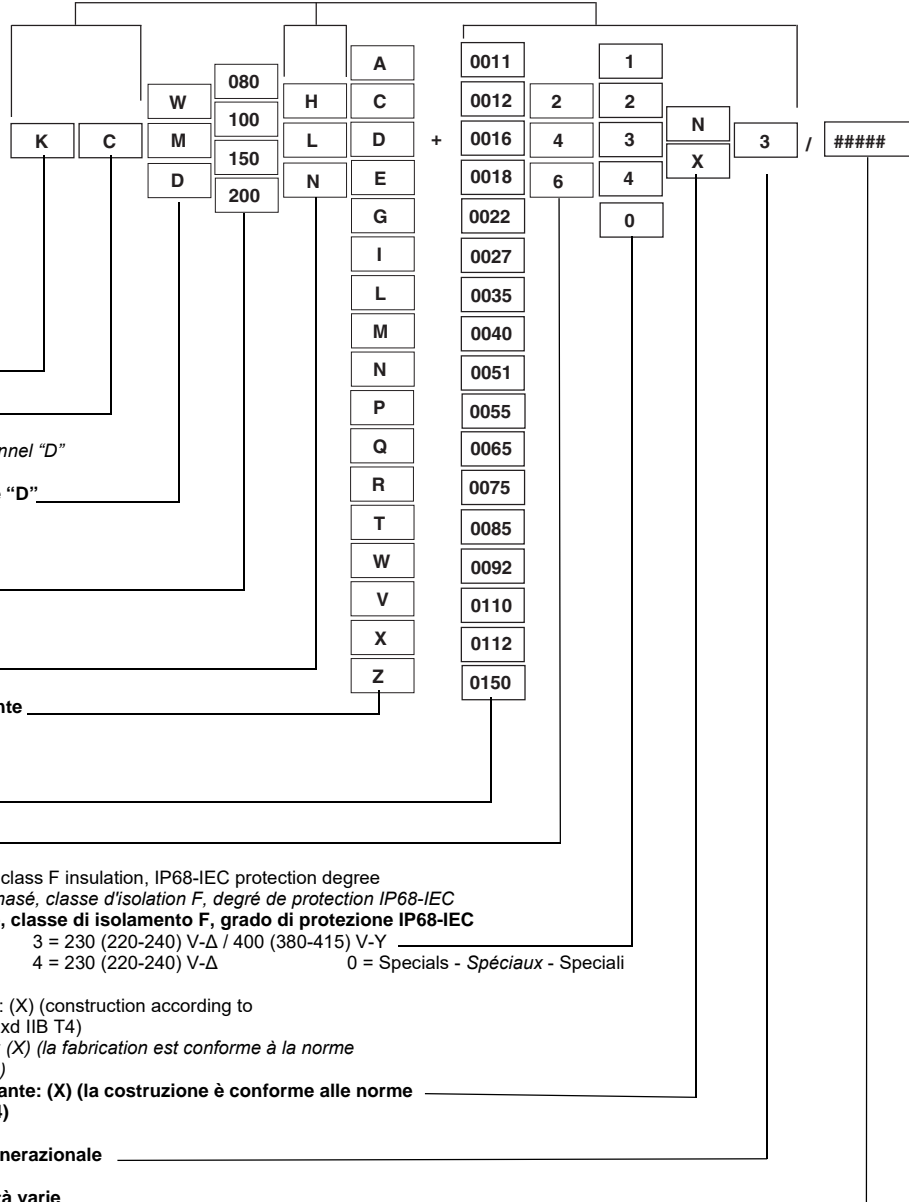 A 0011 1
080
W H C 0012 2 2
100 N
K C M L D + 0016 4 3 3 / #####
150 X
D N E 0018 6 4
200
G 0022 0
I 0027
L 0035
M 0040
N 0051
P 0055
Q 0065
R 0075
T 0085
W 0092
V 0110
X 0112
Z 0150
nnel “D”
“D”
nte
class F insulation, IP68-IEC protection degree
hasé, classe d'isolation F, degré de protection IP68-IEC
, classe di isolamento F, grado di protezione IP68-IEC
3 = 230 (220-240) V-Δ / 400 (380-415) V-Y
4 = 230 (220-240) V-Δ 0 = Specials - Spéciaux - Speciali
: (X) (construction according to
xd IIB T4)
(X) (la fabrication est conforme à la norme
)
ante: (X) (la costruzione è conforme alle norme
4)
nerazionale
tà varie